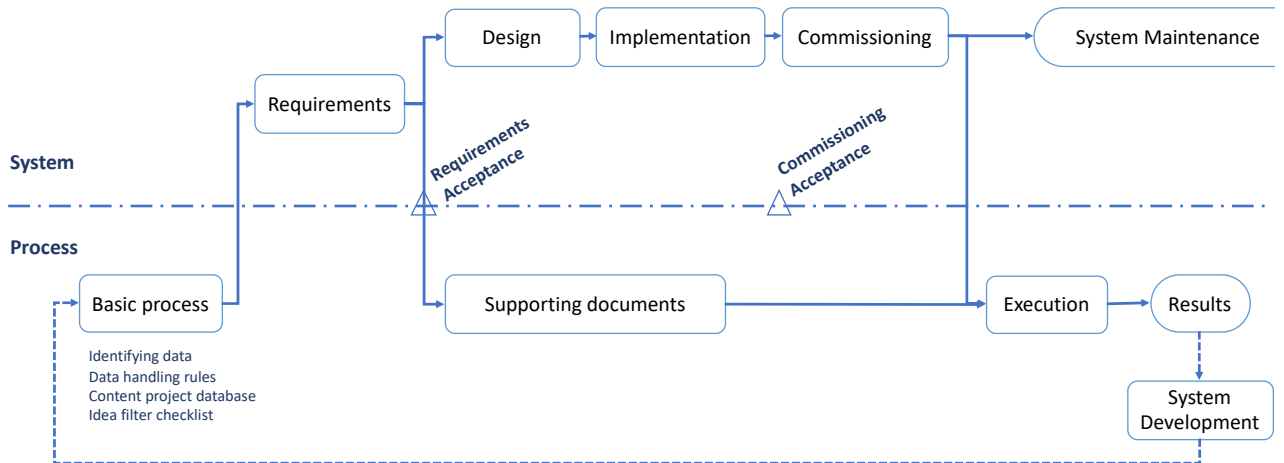 Design
Implementation
Commissioning
System Maintenance
Requirements
Requirements
Acceptance
Commissioning
Acceptance
System
Process
Basic process
Supporting documents
Execution
Results
Identifying data
Data handling rules
Content project database
Idea filter checklist
System
Development